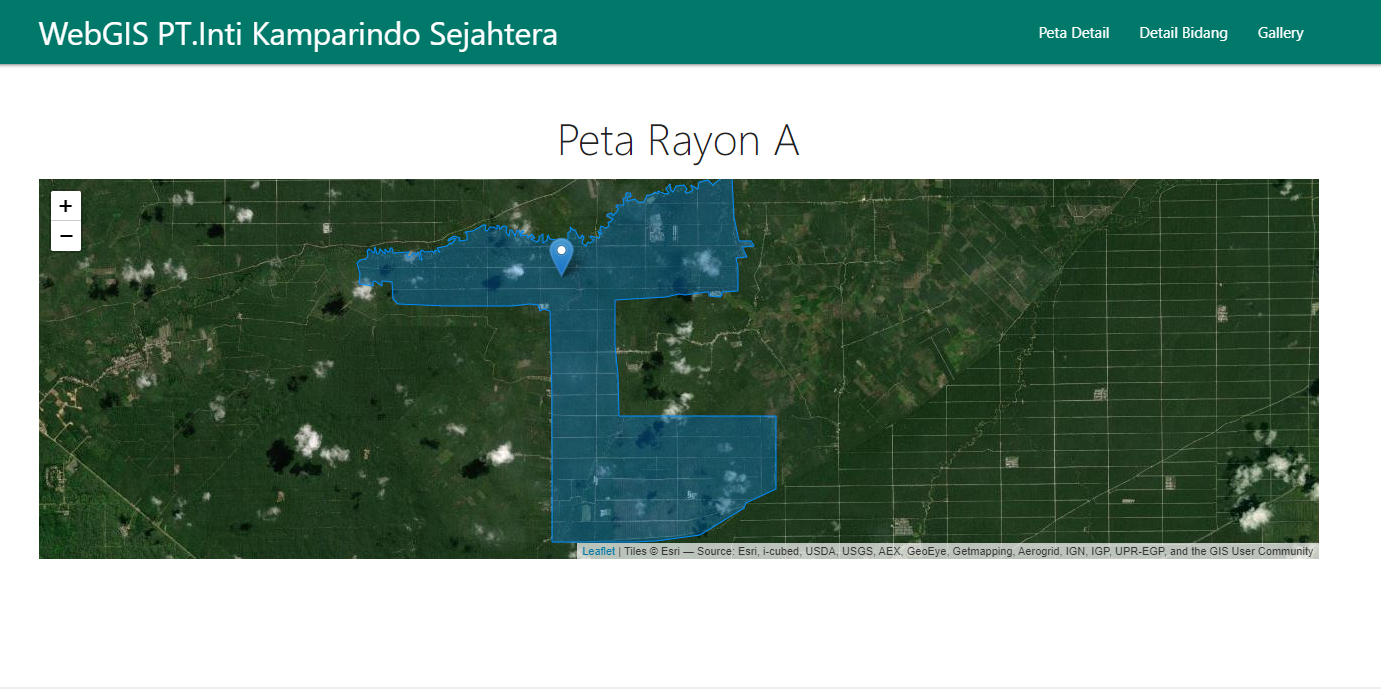 WebGIS PT.Inti Kamparindo Sejahtera
Peta Detail
Detail Bidang
Gallery
Peta Rayon A
+
−
Leaflet | Tiles © Esri — Source: Esri, i-cubed, USDA, USGS, AEX, GeoEye, Getmapping, Aerogrid, IGN, IGP, UPR-EGP, and the GIS User Community